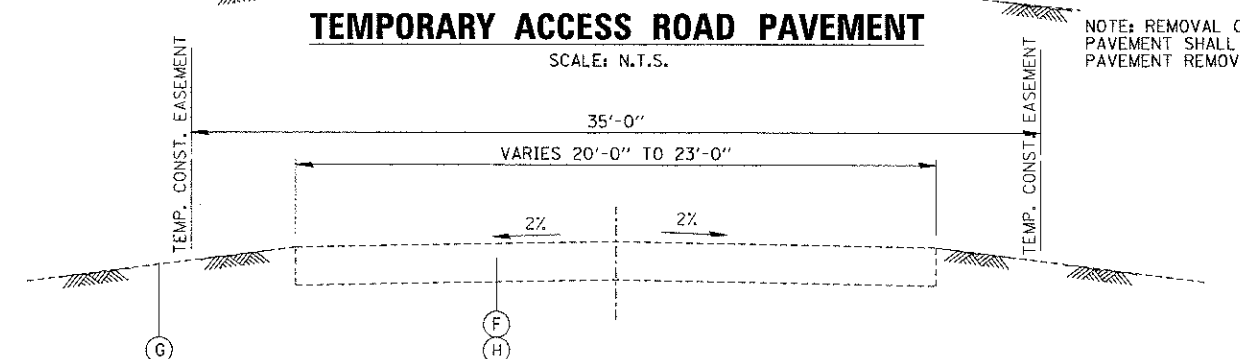 TEMPORARY ACCESS ROAD PAVEMENT
SCALE: N.T.S.
NOTE: REMOVAL
PAVEMENT SHALL
PAVEMENT
TEMP. CONST. EASEMENT
TEMP. CONST. EASEMENT
35'-0"
VARIES 20'-0" TO 23'-0"
2%
2%
F
H
G